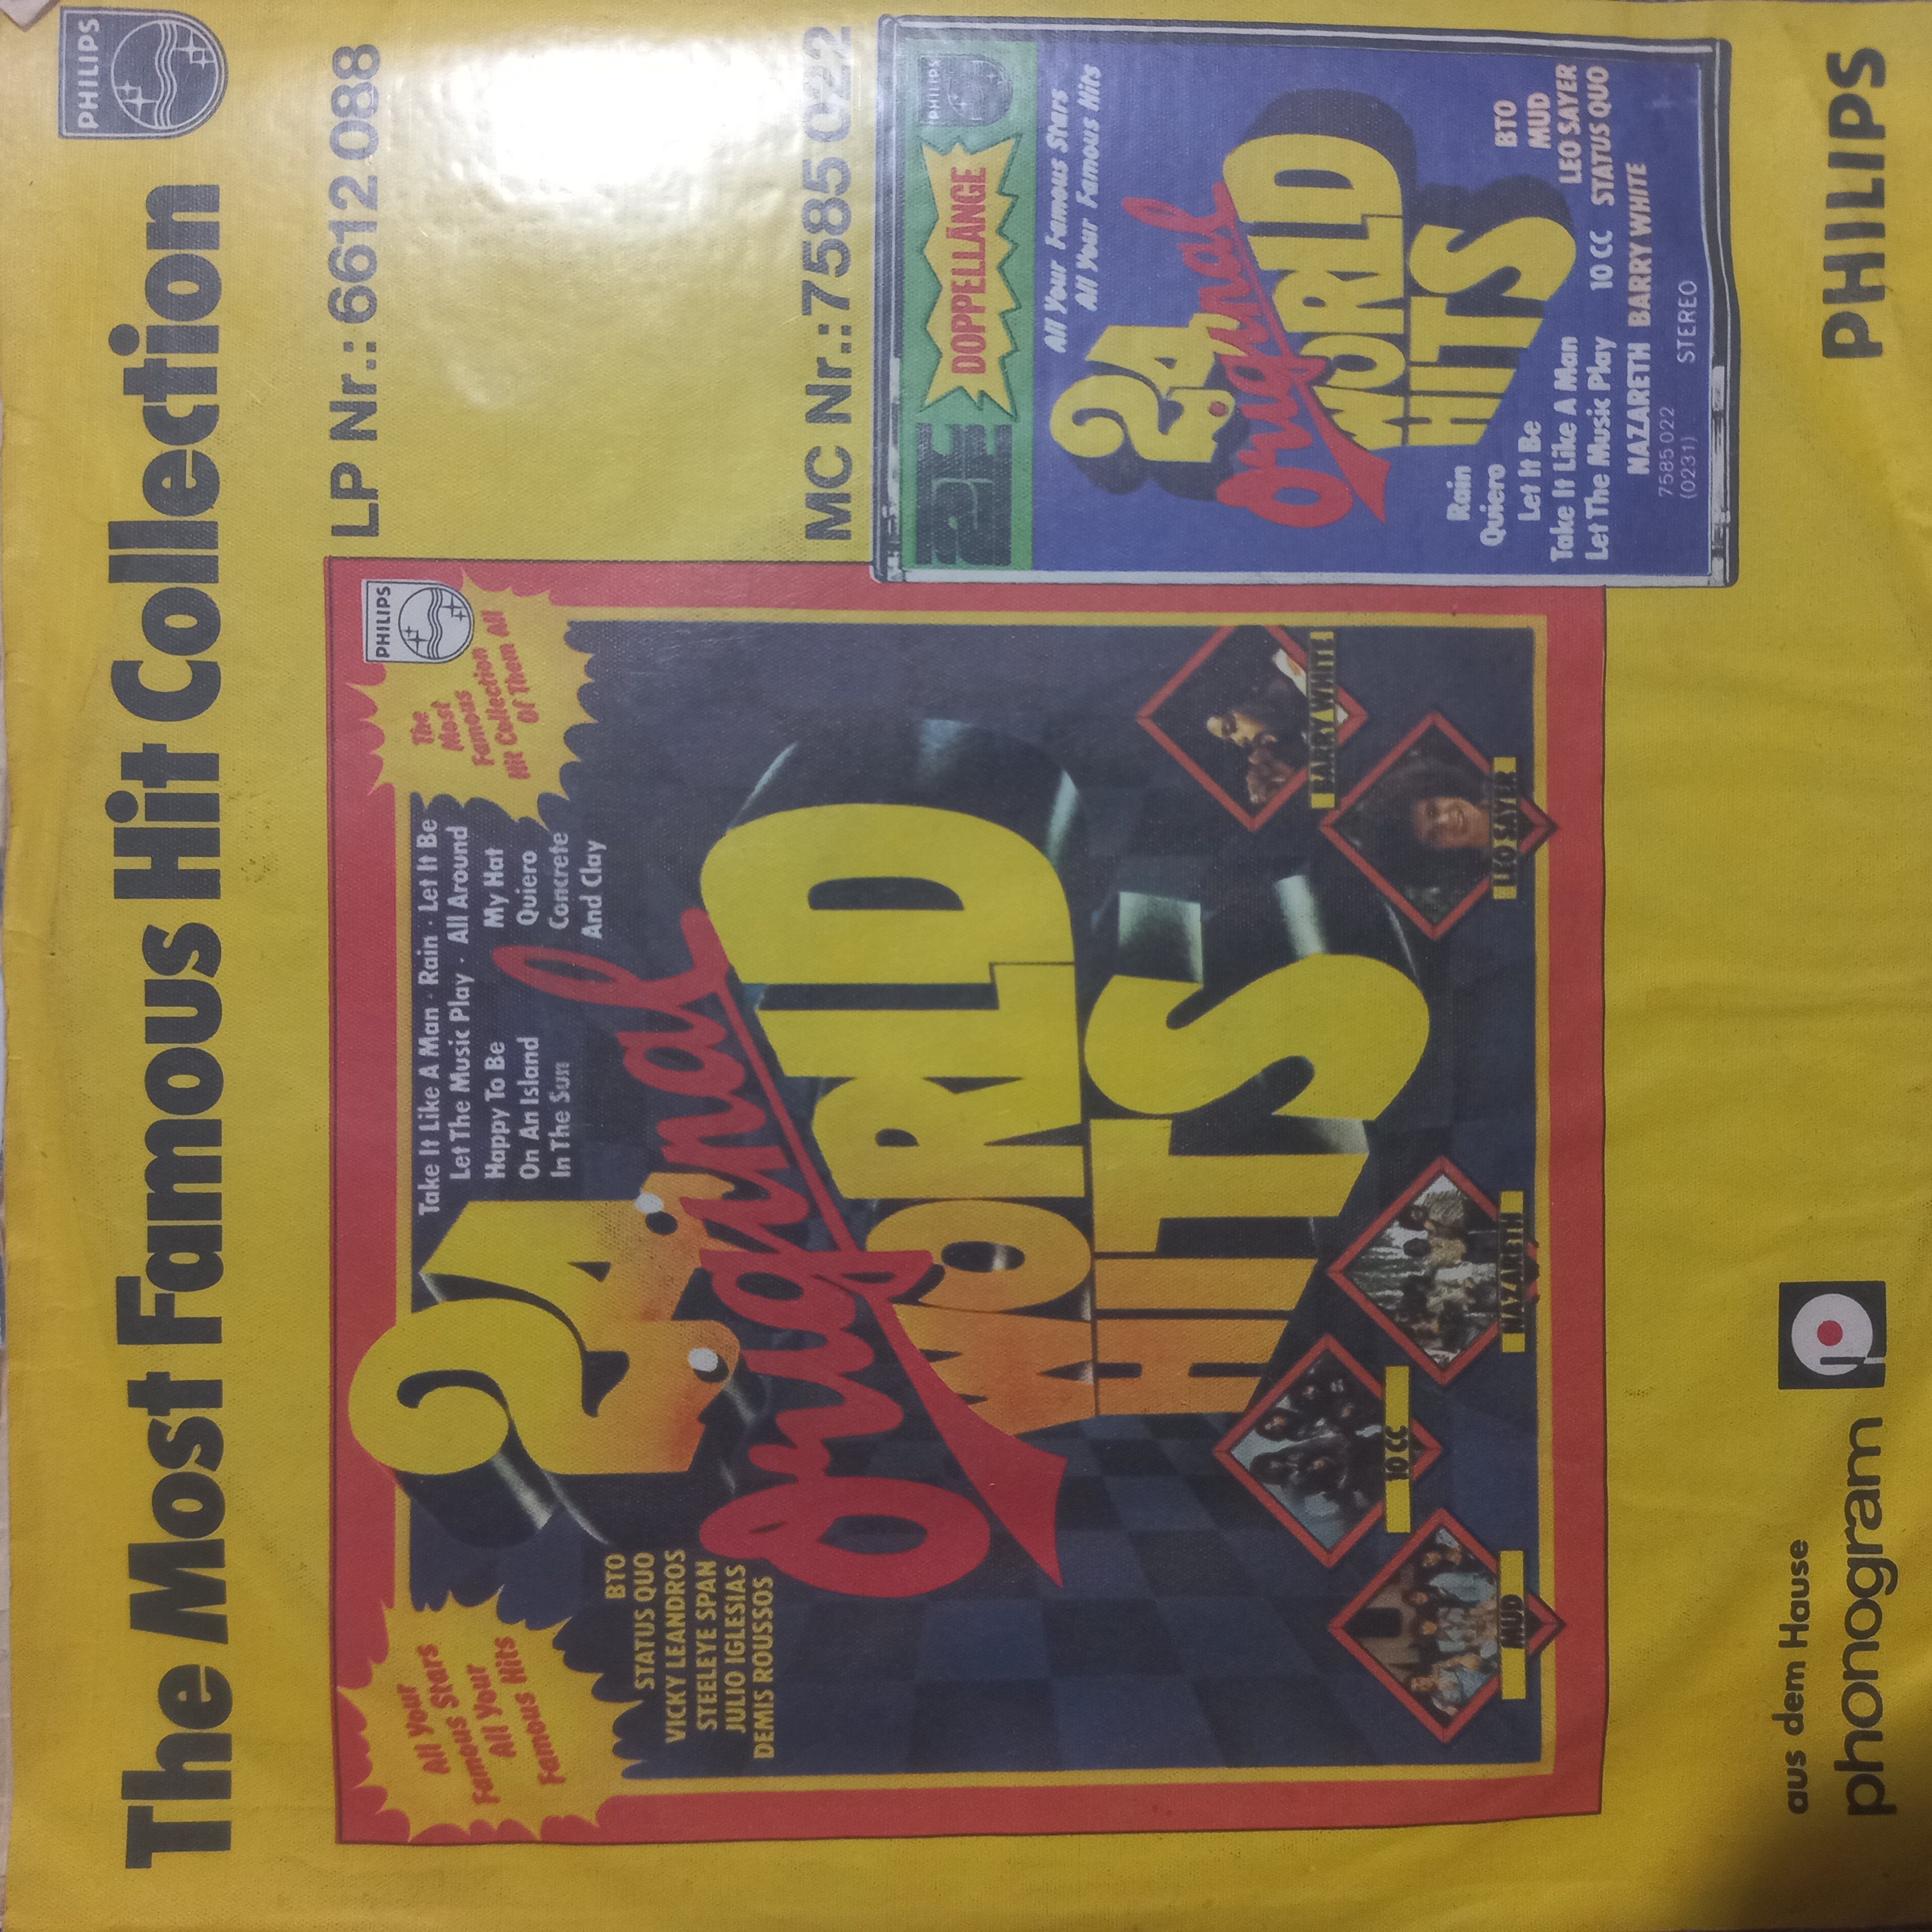 The Most Famous Hit Collection
PHILIPS
LP Nr.: 6612 088
MC Nr.: 7585 022
All Your
Famous Stars
All Your
Famous Hits
Take It Like A Man · Rain · Let It Be
Let The Music Play · All Around
Happy To Be
On An Island
In The Sun
My Hat
Quiero
Concrete
And Clay
PHILIPS
The
Most
Famous
Hit Collection All
Of Them All
BTO
STATUS QUO
VICKY LEANDROS
STEELEYE SPAN
JULIO IGLESIAS
DEMIS ROUSSOS
24
Original
WORLD
HITS
MUD
10 CC
NAZARETH
LEO SAYER
BARRY WHITE
DOPPELLÄNGE
PHILIPS
All Your Famous Stars
All Your Famous Hits
24
Original
WORLD
HITS
Rain
Quiero
Let It Be
Take It Like A Man
Let The Music Play
BTO
MUD
LEO SAYER
10 CC STATUS QUO
NAZARETH BARRY WHITE
7585 022
(0231)
STEREO
aus dem Hause
phonogram
PHILIPS